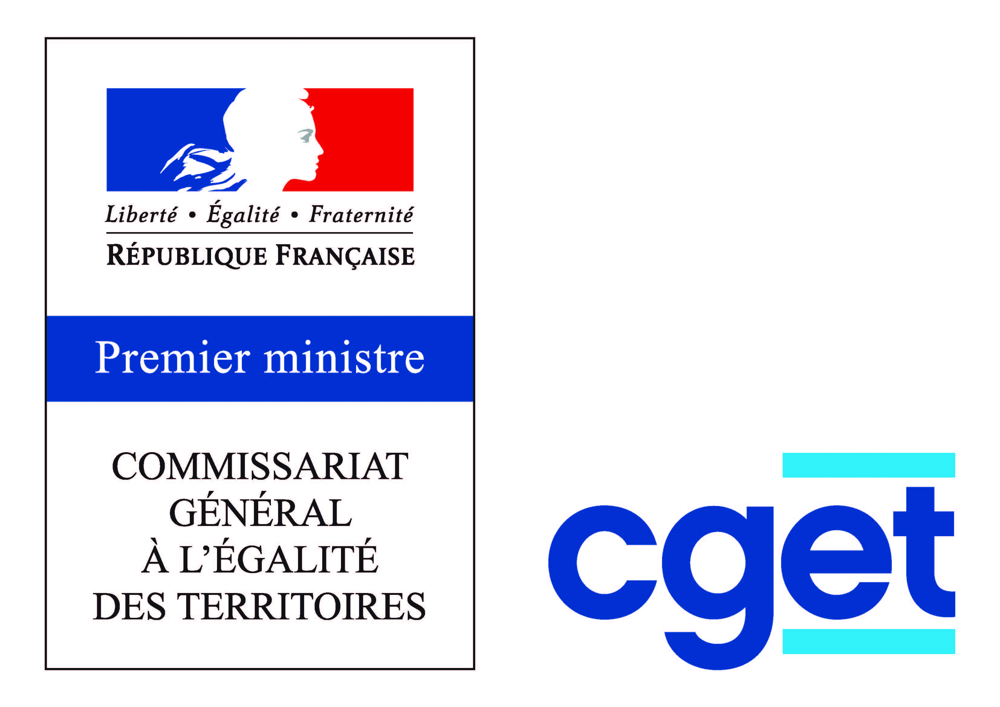 Liberté • Égalité • Fraternité
RÉPUBLIQUE FRANÇAISE
Premier ministre
COMMISSARIAT
GÉNÉRAL
À L’ÉGALITÉ
DES TERRITOIRES
cget